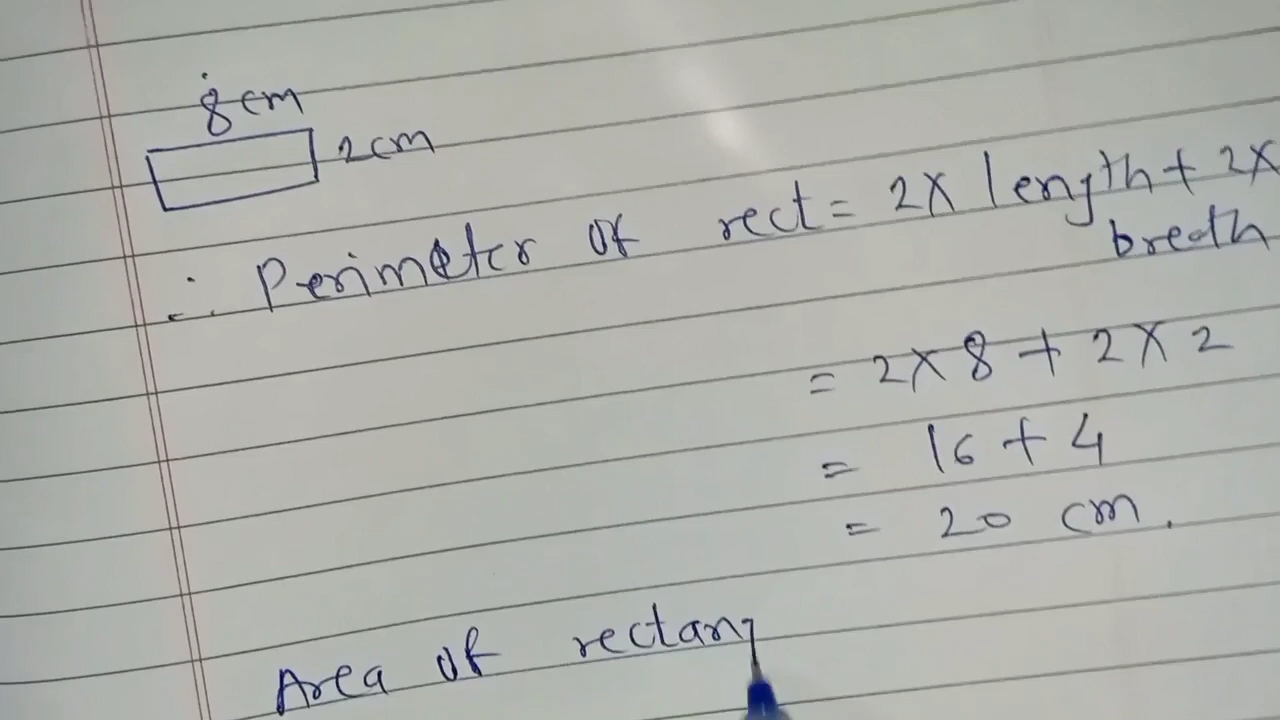 8cm
2cm
∴ Perimeter of rect = 2 × length + 2 ×
breath
= 2 × 8 + 2 × 2
= 16 + 4
= 20 cm.
Area of rectang